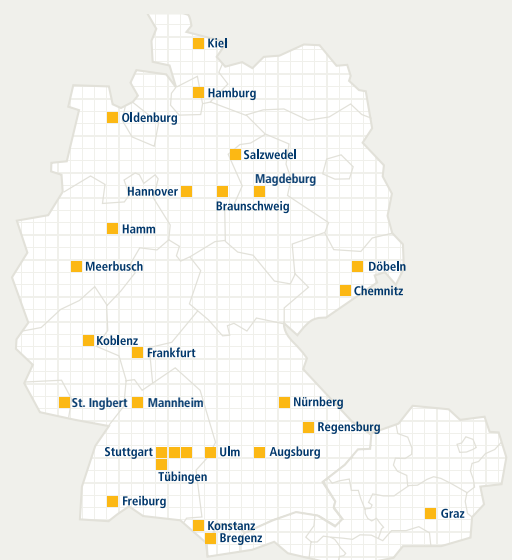 Kiel
Hamburg
Oldenburg
Salzwedel
Magdeburg
Hannover
Braunschweig
Hamm
Meerbusch
Döbeln
Chemnitz
Koblenz
Frankfurt
St. Ingbert
Mannheim
Nürnberg
Regensburg
Stuttgart
Ulm
Augsburg
Tübingen
Freiburg
Graz
Konstanz
Bregenz